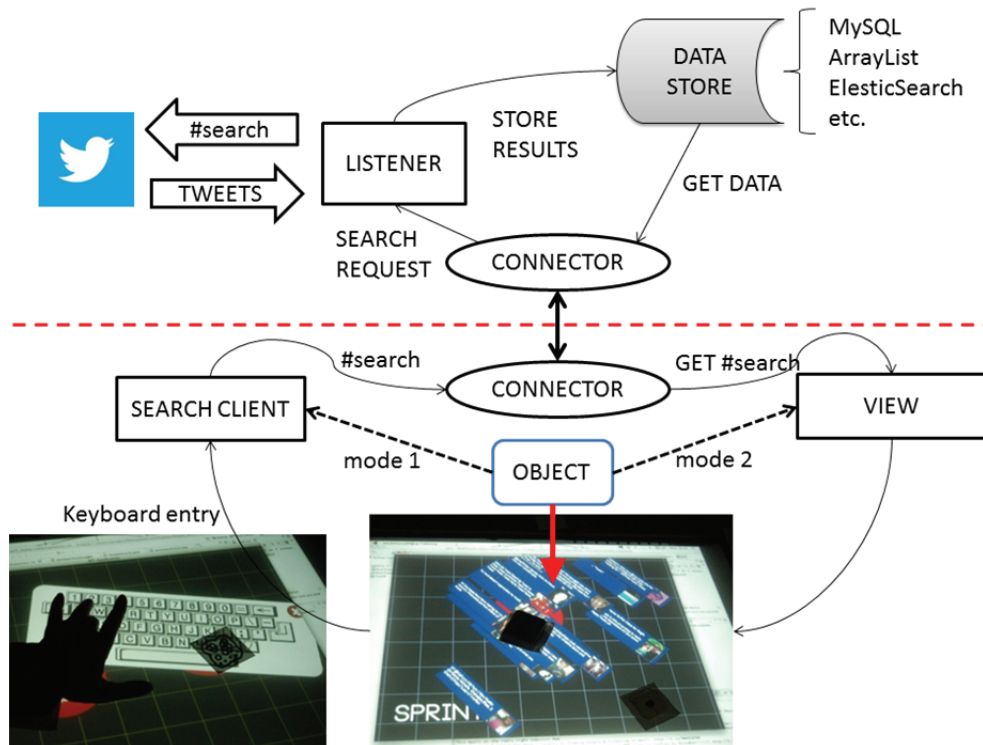 MySQL
ArrayList
ElesticSearch
etc.
DATA
STORE
#search
TWEETS
LISTENER
STORE
RESULTS
GET DATA
SEARCH
REQUEST
CONNECTOR
#search
CONNECTOR
GET #search
SEARCH CLIENT
VIEW
mode 1
OBJECT
mode 2
Keyboard entry